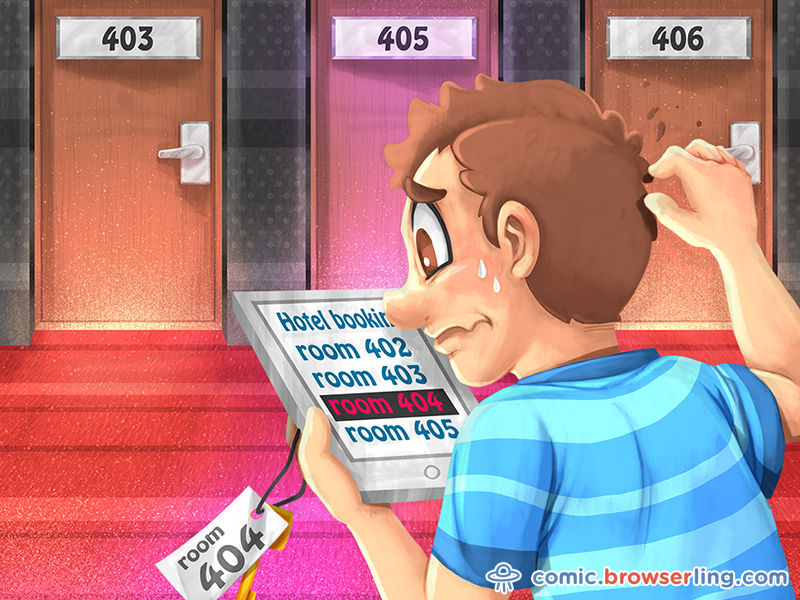 403
405
406
Hotel bookin
room 402
room 403
room 404
room 405
room
404
comic.browserling.com